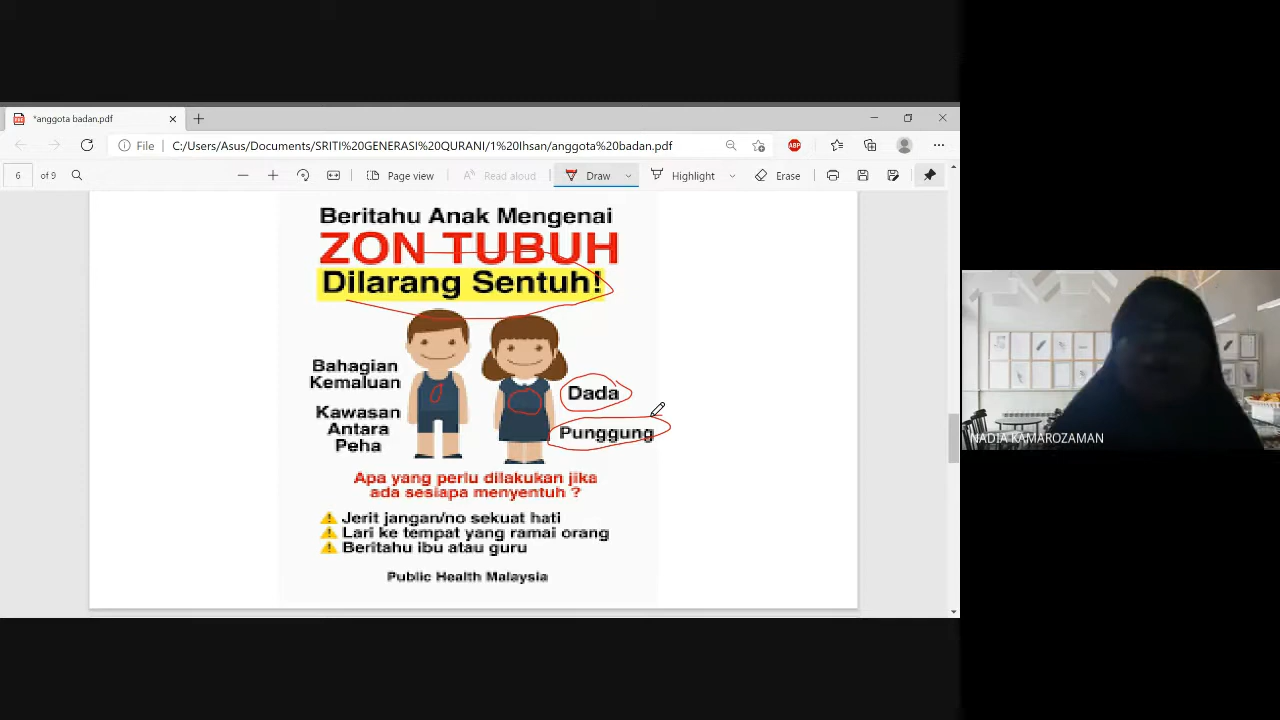 *anggota badan.pdf
File
C:/Users/Asus/Documents/SRITI%20GENERASI%20QURANI/1%20Ihsan/anggota%20badan.pdf
ABP
6 of 9
Page view
Read aloud
Draw
Highlight
Erase
Beritahu Anak Mengenai
ZON TUBUH
Dilarang Sentuh!
Bahagian
Kemaluan
Kawasan
Antara
Peha
Dada
Punggung
Apa yang perlu dilakukan jika
ada sesiapa menyentuh ?
Jerit jangan/no sekuat hati
Lari ke tempat yang ramai orang
Beritahu ibu atau guru
Public Health Malaysia
NADIA KAMAROZAMAN